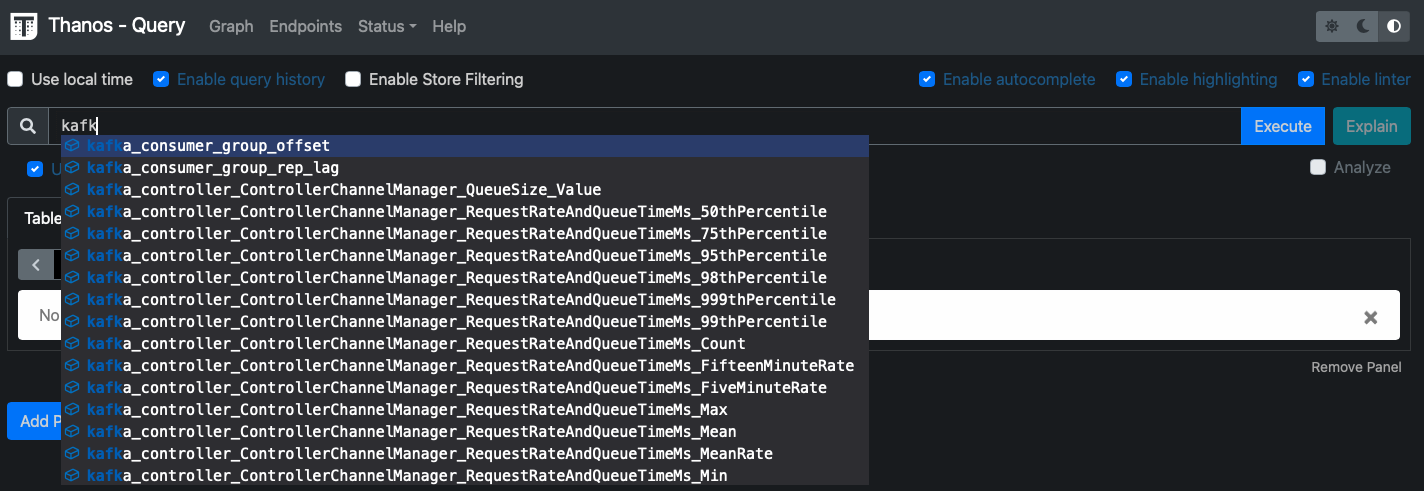 Thanos - Query Graph Endpoints Status Help
Use local time Enable query history Enable Store Filtering Enable autocomplete Enable highlighting Enable linter
kafk Execute Explain
kafka_consumer_group_offset
kafka_consumer_group_rep_lag Analyze
kafka_controller_ControllerChannelManager_QueueSize_Value
kafka_controller_ControllerChannelManager_RequestRateAndQueueTimeMs_50thPercentile
Table
kafka_controller_ControllerChannelManager_RequestRateAndQueueTimeMs_75thPercentile
kafka_controller_ControllerChannelManager_RequestRateAndQueueTimeMs_95thPercentile
kafka_controller_ControllerChannelManager_RequestRateAndQueueTimeMs_98thPercentile
kafka_controller_ControllerChannelManager_RequestRateAndQueueTimeMs_999thPercentile
No
kafka_controller_ControllerChannelManager_RequestRateAndQueueTimeMs_99thPercentile
kafka_controller_ControllerChannelManager_RequestRateAndQueueTimeMs_Count
kafka_controller_ControllerChannelManager_RequestRateAndQueueTimeMs_FifteenMinuteRate
Remove Panel
kafka_controller_ControllerChannelManager_RequestRateAndQueueTimeMs_FiveMinuteRate
kafka_controller_ControllerChannelManager_RequestRateAndQueueTimeMs_Max
Add P
kafka_controller_ControllerChannelManager_RequestRateAndQueueTimeMs_Mean
kafka_controller_ControllerChannelManager_RequestRateAndQueueTimeMs_MeanRate
kafka_controller_ControllerChannelManager_RequestRateAndQueueTimeMs_Min